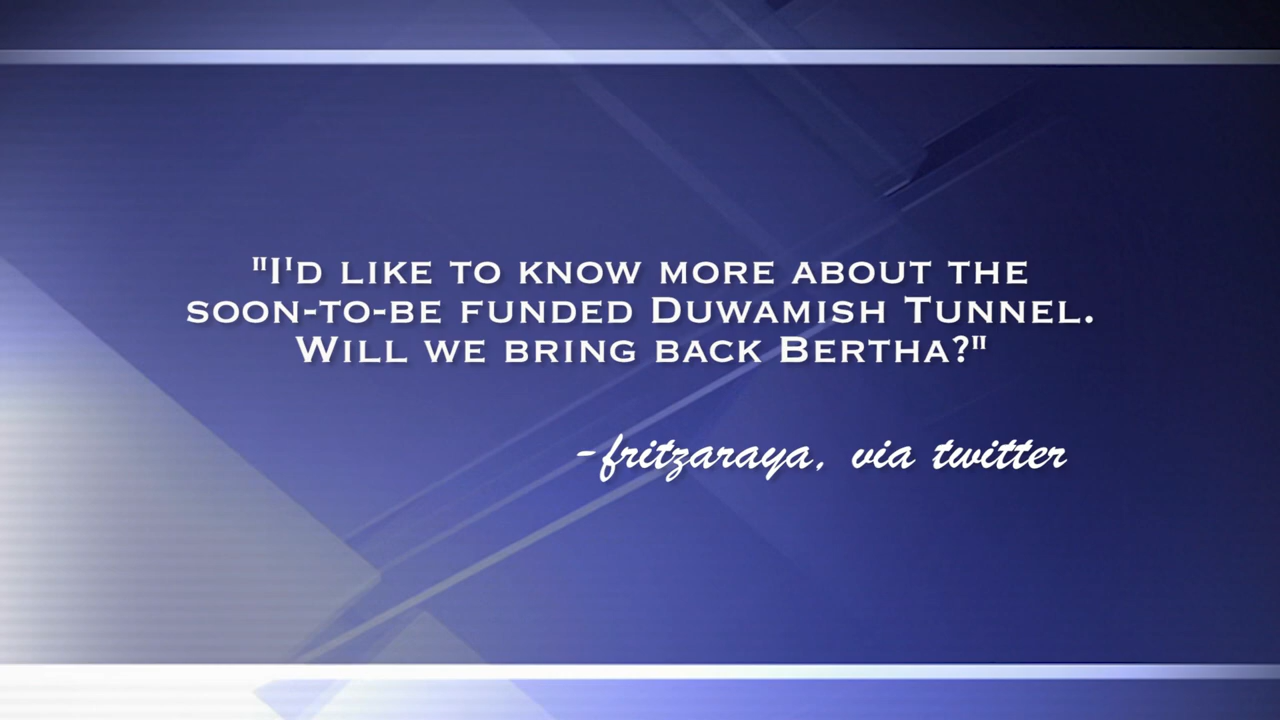 "I'd like to know more about the
soon-to-be funded Duwamish Tunnel.
Will we bring back Bertha?"
-fritzaraya, via twitter